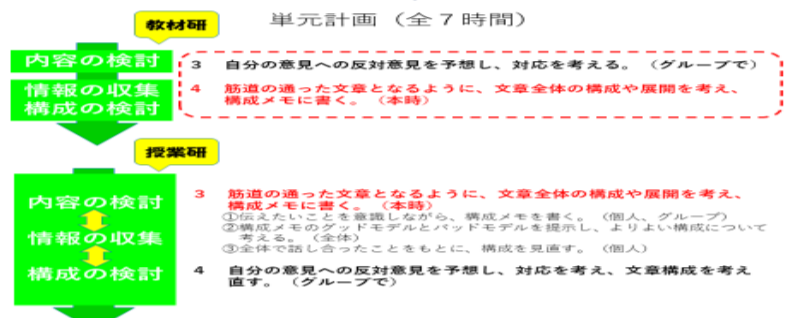 単元計画（全７時間）
教材研
内容の検討
情報の収集
構成の検討
３ 自分の意見への反対意見を予想し、対応を考える。（グループで）
４ 筋道の通った文章となるように、文章全体の構成や展開を考え、
構成メモに書く。（本時）
授業研
内容の検討
情報の収集
構成の検討
３ 筋道の通った文章となるように、文章全体の構成や展開を考え、
構成メモに書く。（本時）
①伝えたいことを意識しながら、構成メモを書く。（個人、グループ）
②構成メモのグッドモデルとバッドモデルを提示し、よりよい構成について
考える。（全体）
③全体で話し合ったことをもとに、構成を見直す。（個人）
４ 自分の意見への反対意見を予想し、対応を考え、文章構成を考え
直す。（グループで）